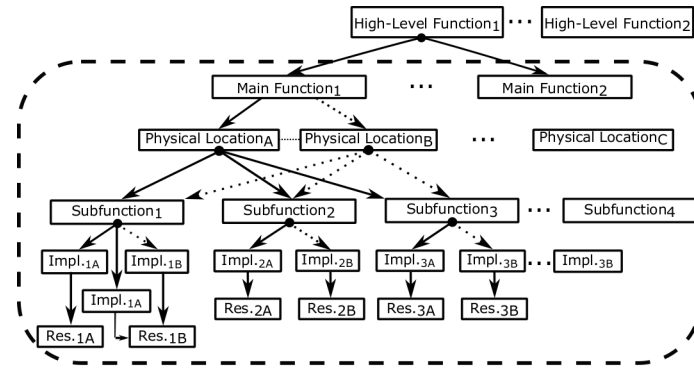 High-Level Function1 ... High-Level Function2
Main Function1 ... Main Function2
Physical LocationA Physical LocationB ... Physical LocationC
Subfunction1 Subfunction2 Subfunction3 ... Subfunction4
Impl.1A Impl.1B Impl.2A Impl.2B Impl.3A Impl.3B ... Impl.3B
Impl.1A
Res.2A Res.2B Res.3A Res.3B
Res.1A Res.1B